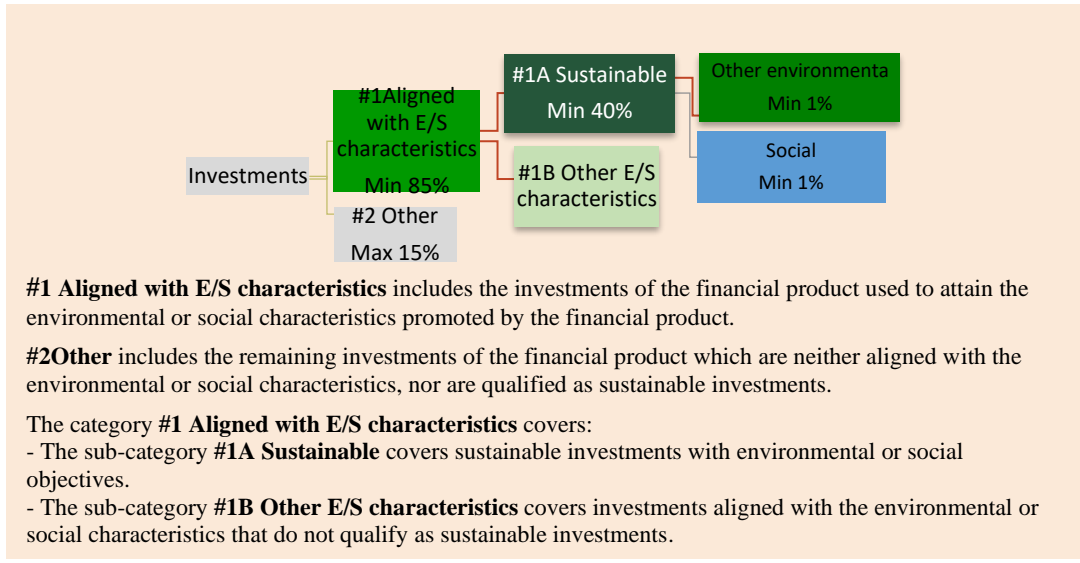 Investments
#1Aligned
with E/S
characteristics
Min 85%
#2 Other
Max 15%
#1A Sustainable
Min 40%
#1B Other E/S
characteristics
Other environmenta
Min 1%
Social
Min 1%
#1 Aligned with E/S characteristics includes the investments of the financial product used to attain the
environmental or social characteristics promoted by the financial product.
#2Other includes the remaining investments of the financial product which are neither aligned with the
environmental or social characteristics, nor are qualified as sustainable investments.
The category #1 Aligned with E/S characteristics covers:
- The sub-category #1A Sustainable covers sustainable investments with environmental or social
objectives.
- The sub-category #1B Other E/S characteristics covers investments aligned with the environmental or
social characteristics that do not qualify as sustainable investments.